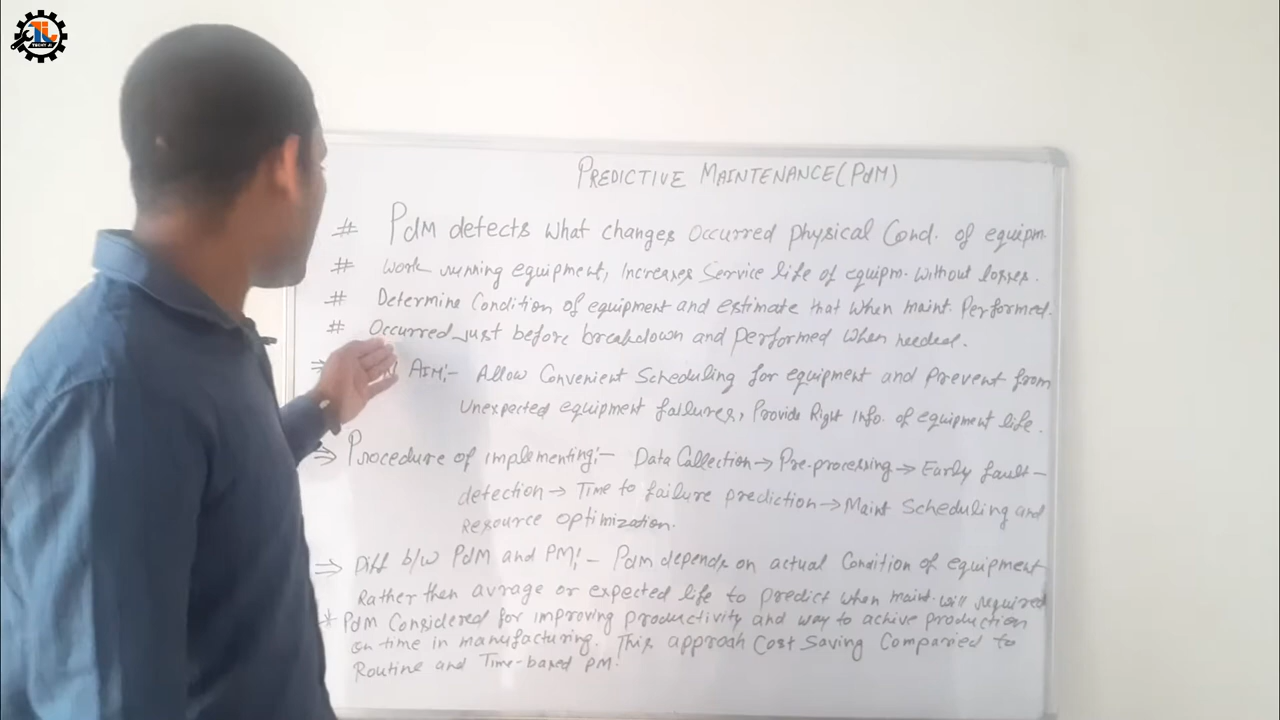 TECHY Ji
PREDICTIVE MAINTENANCE (PdM)
# PdM detects what changes occurred physical Cond. of equipm.
# Work running equipment, Increases Service life of equipm. without losses.
# Determine Condition of equipment and estimate that when maint. Performed.
# Occurred Just before breakdown and performed when needed.
⇒ AIM:- Allow Convenient Scheduling for equipment and prevent from
Unexpected equipment failures, Provide Right Info. of equipment life.
⇒ Procedure of implementing:- Data Collection → Pre-processing → Early fault-
detection → Time to failure prediction → Maint Scheduling and
Resource optimization.
⇒ Diff b/w PdM and PM:- Pdm depends on actual Condition of equipment
Rather then avrage or expected life to predict when maint. will required
* Pdm Considered for improving productivity and way to achive production
on time in manufacturing. This approah Cost Saving Compared to
Routine and Time-based PM.